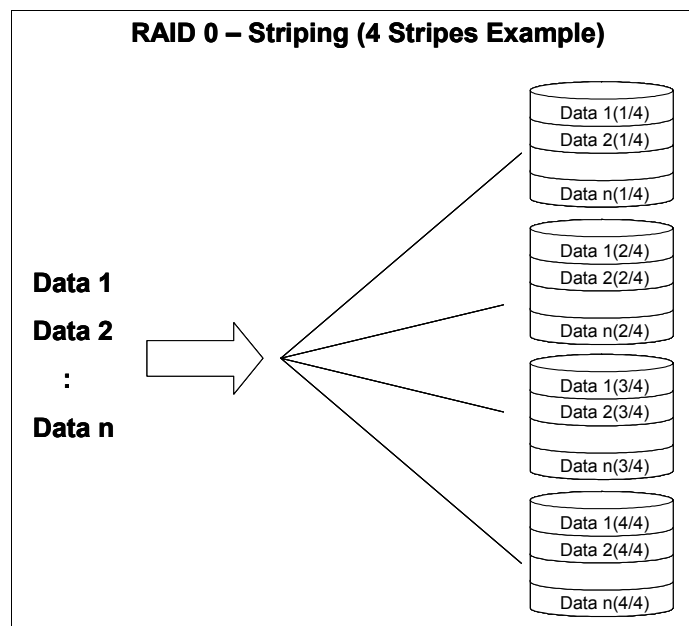 RAID 0 – Striping (4 Stripes Example)
Data 1
Data 2
:
Data n
Data 1(1/4)
Data 2(1/4)
Data n(1/4)
Data 1(2/4)
Data 2(2/4)
Data n(2/4)
Data 1(3/4)
Data 2(3/4)
Data n(3/4)
Data 1(4/4)
Data 2(4/4)
Data n(4/4)